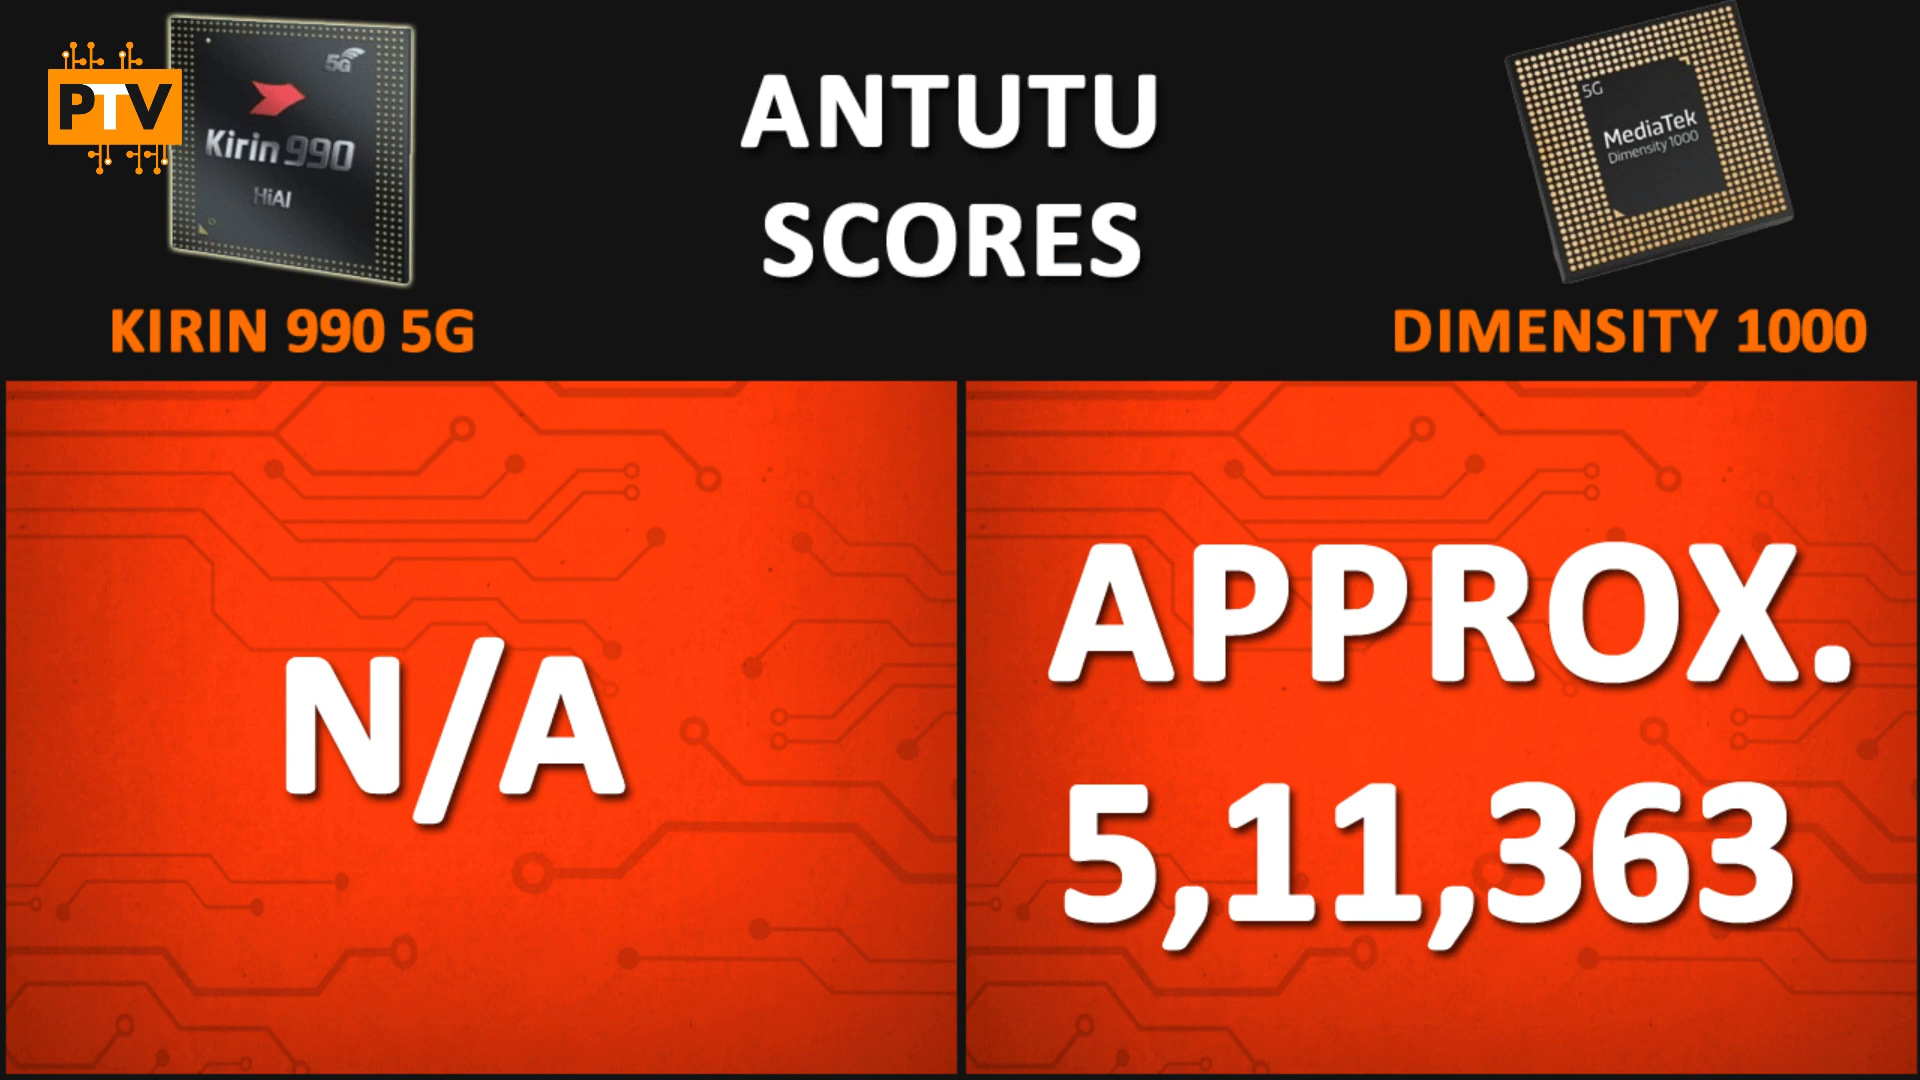 PTV
5G
Kirin 990
HiAI
ANTUTU
SCORES
5G
MediaTek
Dimensity 1000
KIRIN 990 5G
DIMENSITY 1000
N/A
APPROX.
5,11,363